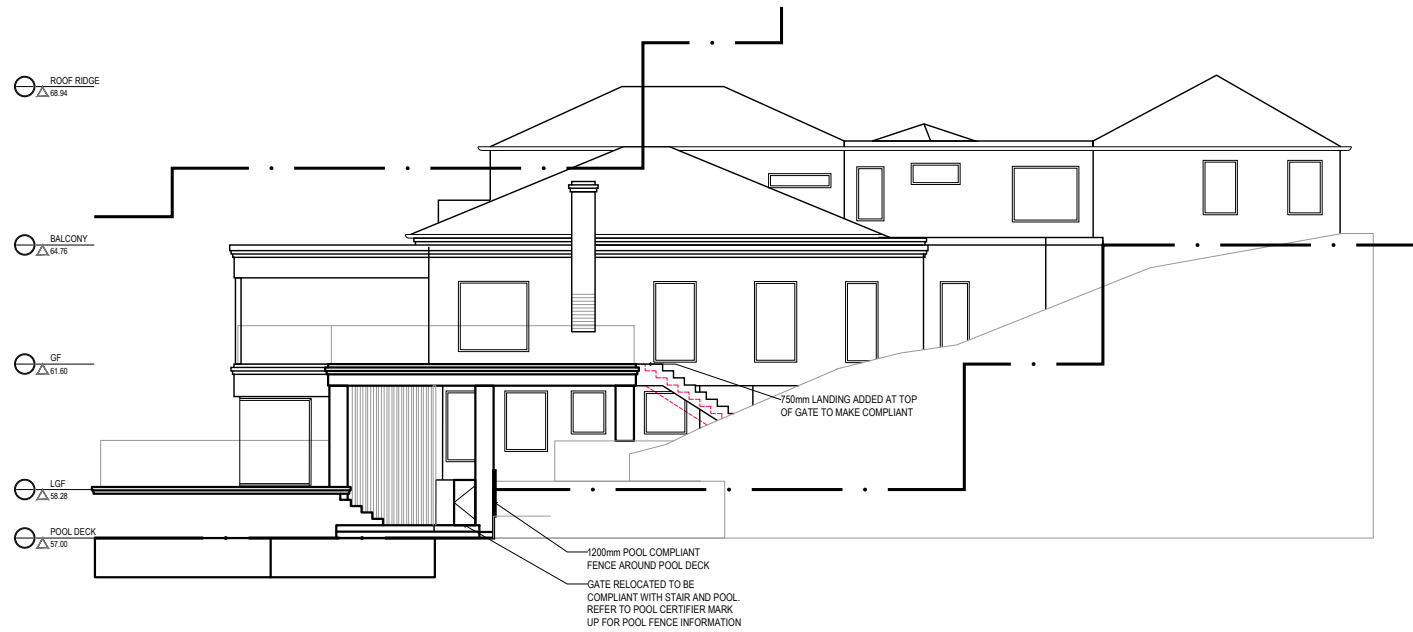 ROOF RIDGE
68.94
BALCONY
64.76
GF
61.60
750mm LANDING ADDED AT TOP
OF GATE TO MAKE COMPLIANT
LGF
58.28
POOL DECK
57.00
1200mm POOL COMPLIANT
FENCE AROUND POOL DECK
GATE RELOCATED TO BE
COMPLIANT WITH STAIR AND POOL.
REFER TO POOL CERTIFIER MARK
UP FOR POOL FENCE INFORMATION